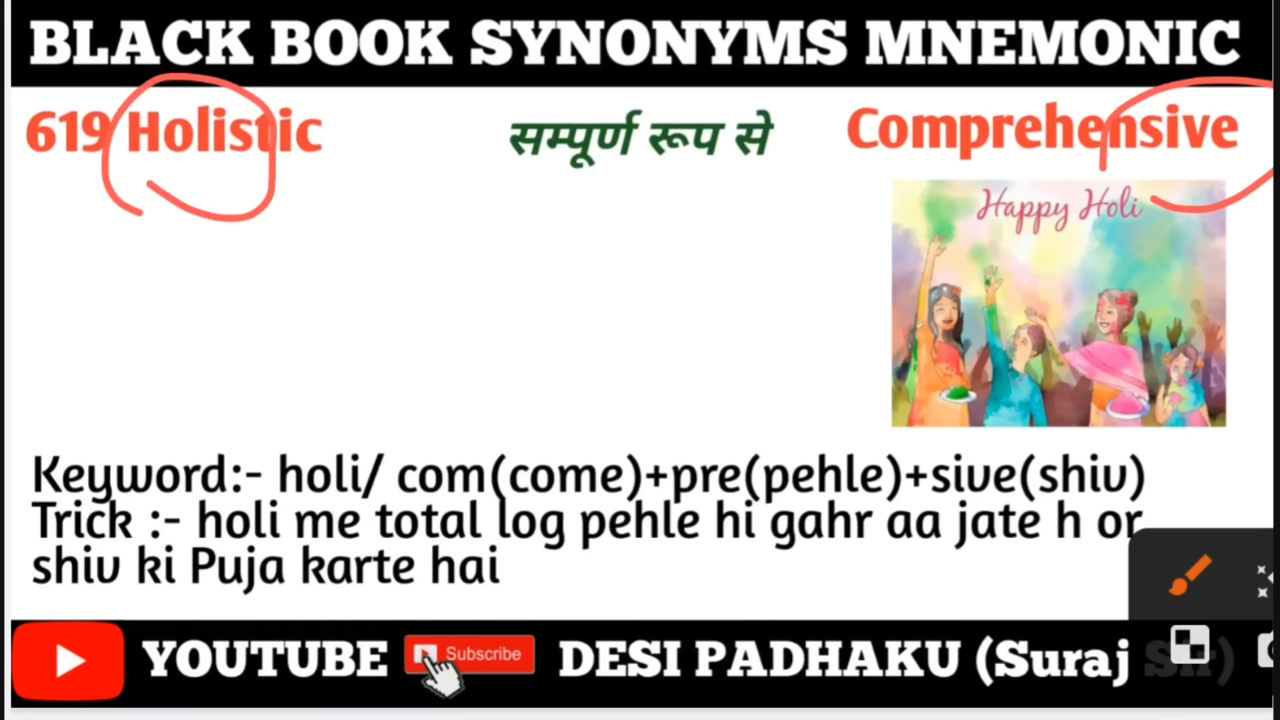 BLACK BOOK SYNONYMS MNEMONIC
619 Holistic सम्पूर्ण रूप से Comprehensive
Happy Holi
Keyword:- holi/ com(come)+pre(pehle)+sive(shiv)
Trick :- holi me total log pehle hi gahr aa jate h or
shiv ki Puja karte hai
YOUTUBE Subscribe DESI PADHAKU (Suraj Sir)